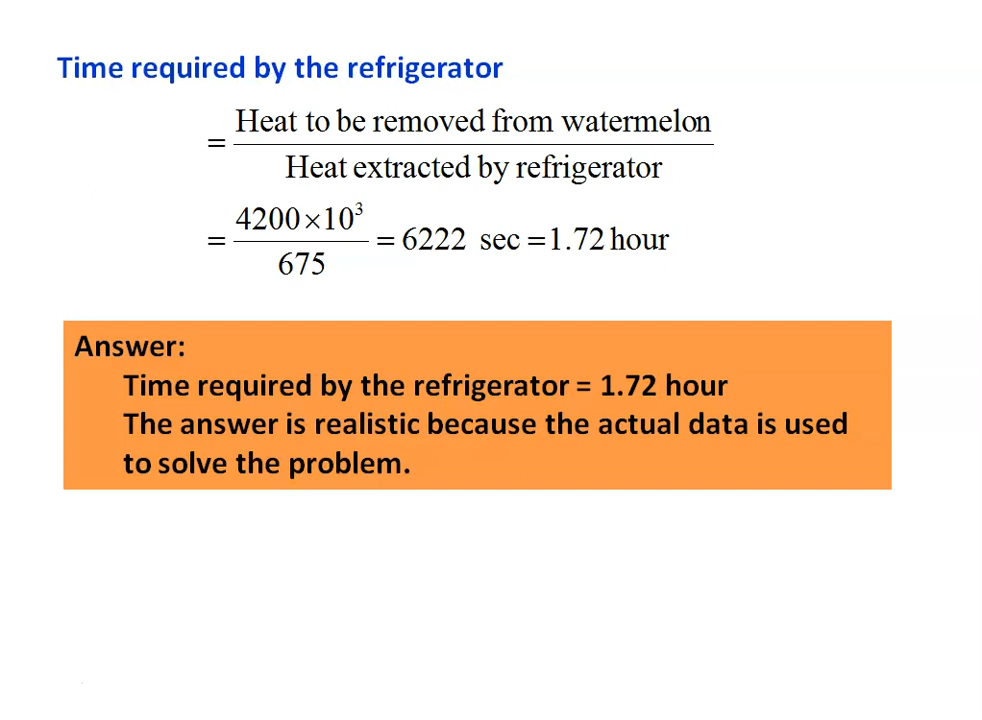 Time required by the refrigerator
= Heat to be removed from watermelon / Heat extracted by refrigerator
= 4200×10³ / 675 = 6222 sec = 1.72 hour
Answer:
Time required by the refrigerator = 1.72 hour
The answer is realistic because the actual data is used
to solve the problem.